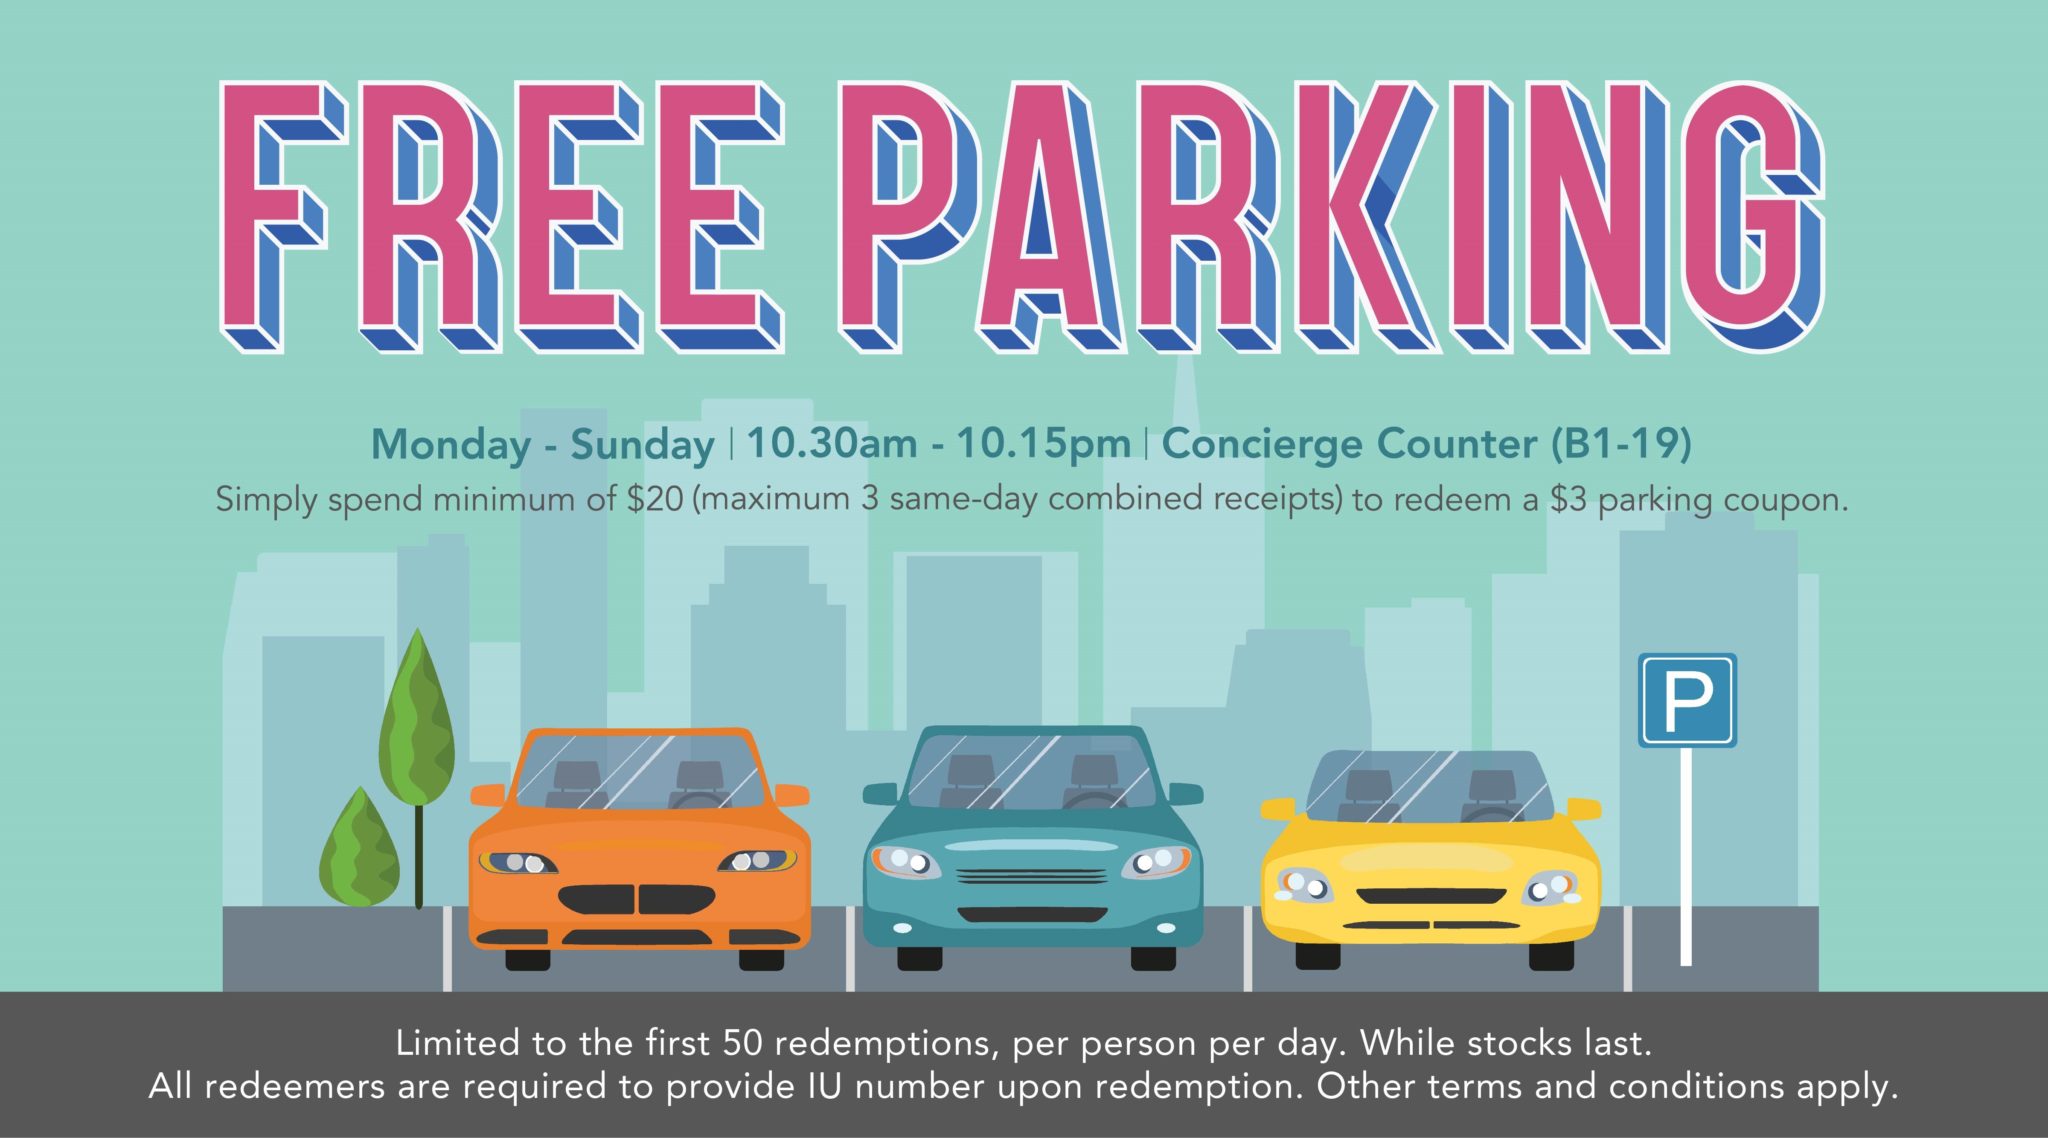 FREE PARKING
Monday - Sunday | 10.30am - 10.15pm | Concierge Counter (B1-19)
Simply spend minimum of $20 (maximum 3 same-day combined receipts) to redeem a $3 parking coupon.
P
Limited to the first 50 redemptions, per person per day. While stocks last.
All redeemers are required to provide IU number upon redemption. Other terms and conditions apply.